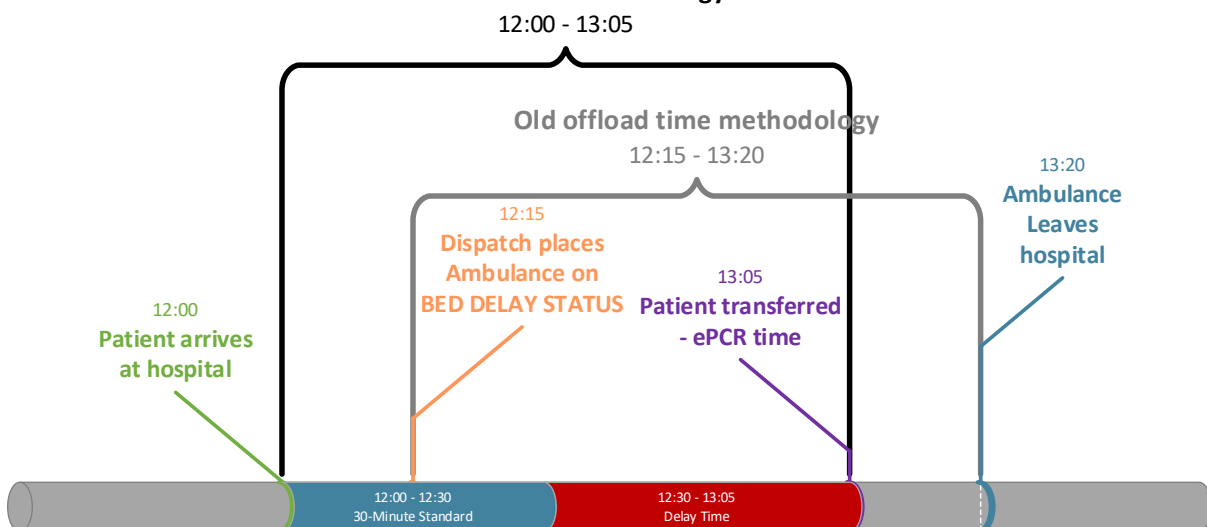 12:00 - 13:05
Old offload time methodology
12:15 - 13:20
13:20
Ambulance
Leaves
hospital
12:15
Dispatch places
Ambulance on
BED DELAY STATUS
13:05
Patient transferred
- ePCR time
12:00
Patient arrives
at hospital
12:00 - 12:30
30-Minute Standard
12:30 - 13:05
Delay Time